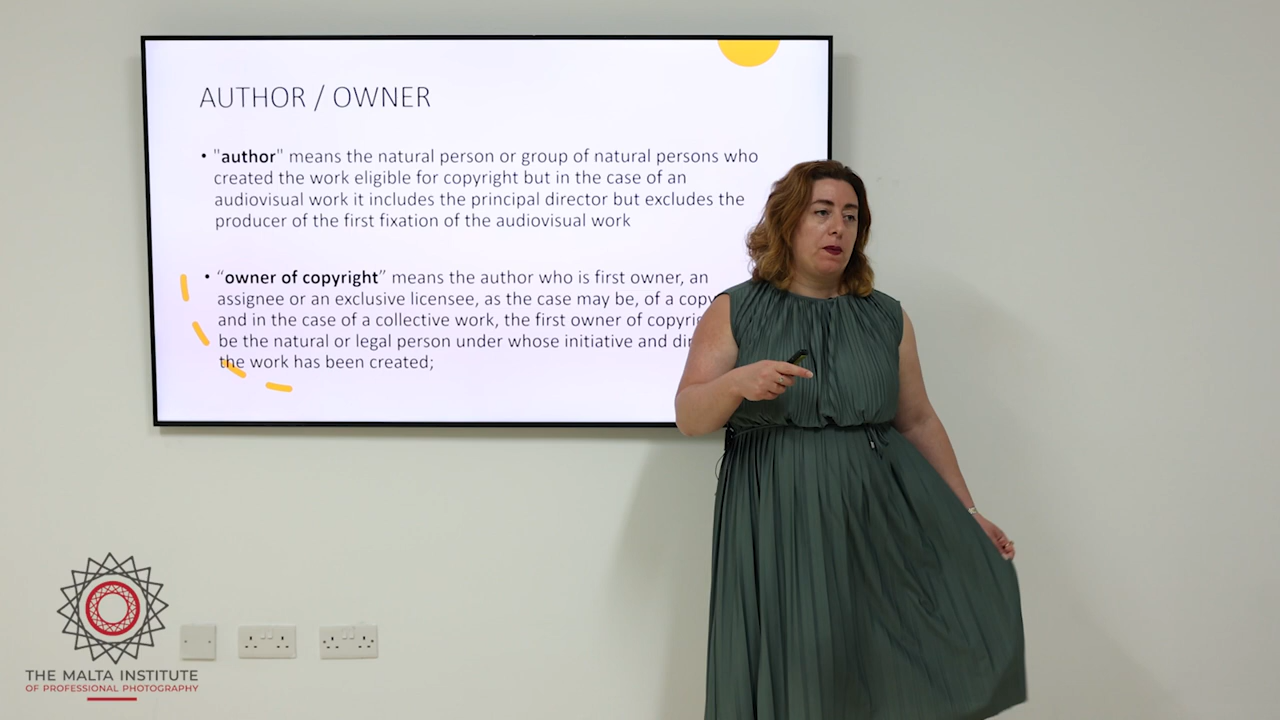 AUTHOR / OWNER
• "author" means the natural person or group of natural persons who
created the work eligible for copyright but in the case of an
audiovisual work it includes the principal director but excludes the
producer of the first fixation of the audiovisual work
• “owner of copyright” means the author who is first owner, an
assignee or an exclusive licensee, as the case may be, of a
and in the case of a collective work, the first owner of
be the natural or legal person under whose initiative and
the work has been created;
THE MALTA INSTITUTE
OF PROFESSIONAL PHOTOGRAPHY